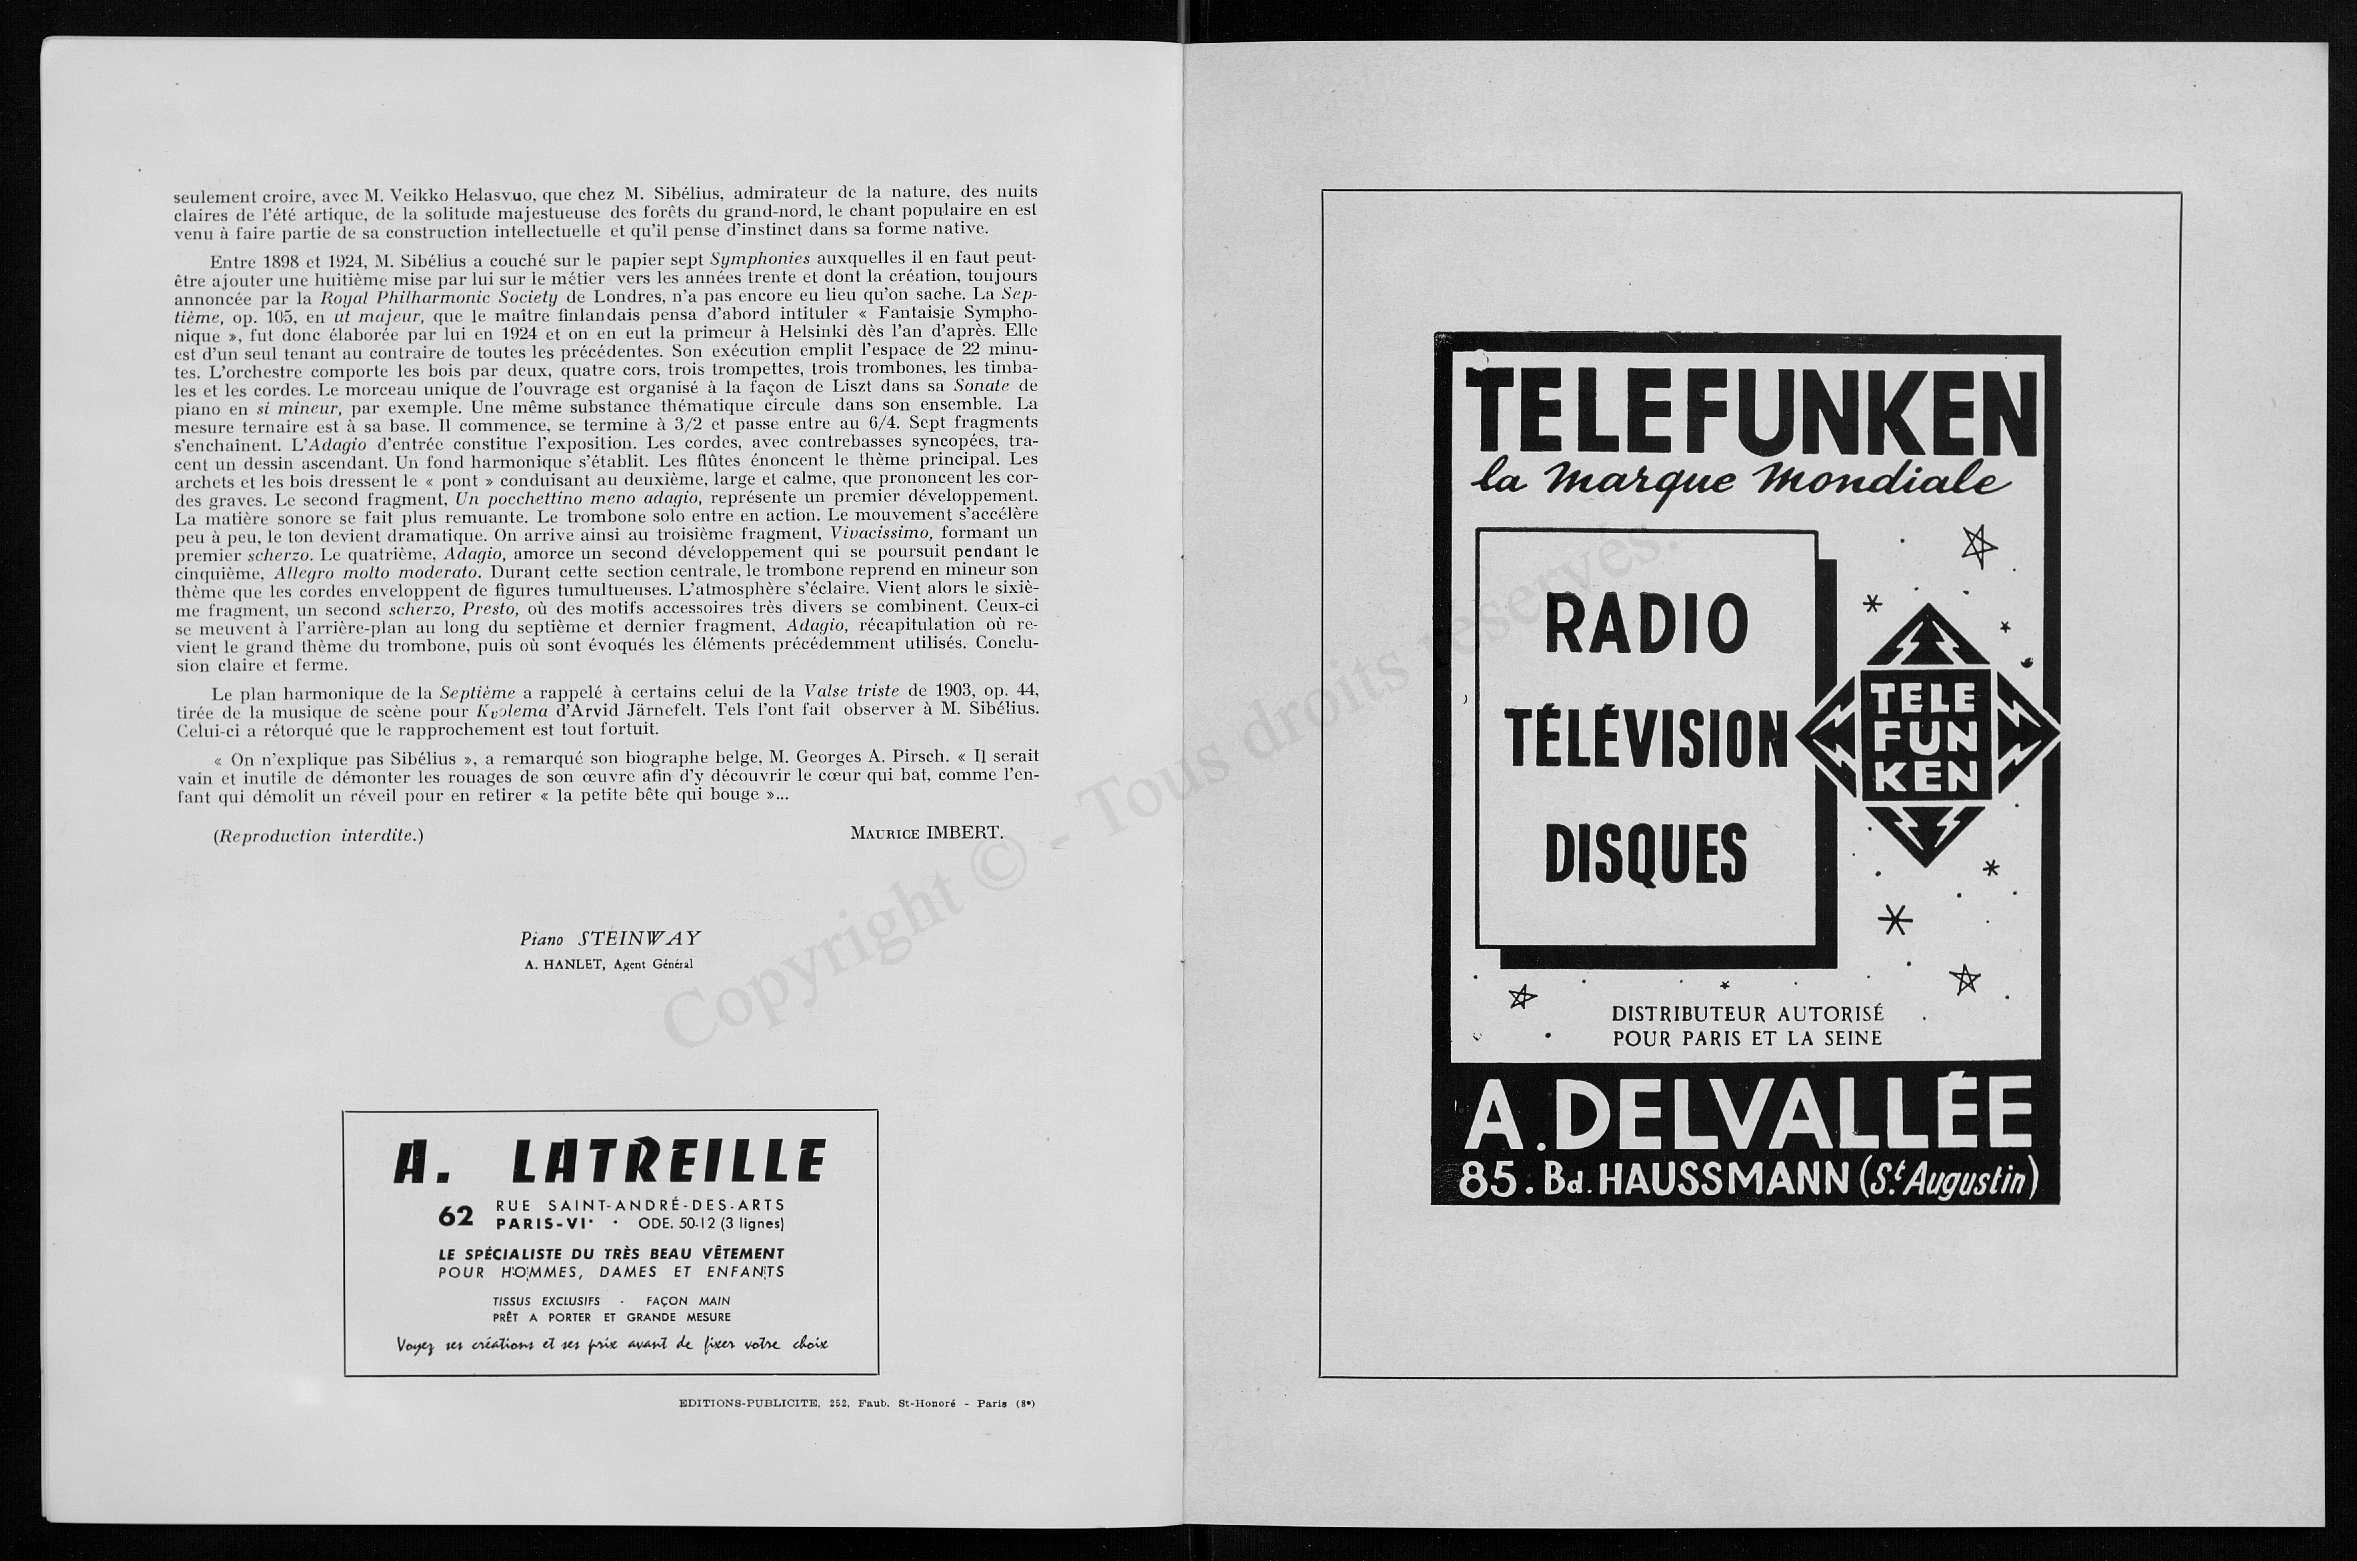 seulement croire, avec M. Veikko Helasvuo, que chez M. Sibélius, admirateur de la nature, des nuits
claires de l'été artique, de la solitude majestueuse des forêts du grand-nord, le chant populaire en est
venu à faire partie de sa construction intellectuelle et qu'il pense d'instinct dans sa forme native.
Entre 1898 et 1924, M. Sibélius a couché sur le papier sept Symphonies auxquelles il en faut peut-
être ajouter une huitième mise par lui sur le métier vers les années trente et dont la création, toujours
annoncée par la Royal Philharmonic Society de Londres, n'a pas encore eu lieu qu'on sache. La Sep-
tième, op. 105, en ut majeur, que le maître finlandais pensa d'abord intituler « Fantaisie Sympho-
nique », fut donc élaborée par lui en 1924 et on en eut la primeur à Helsinki dès l'an d'après. Elle
est d'un seul tenant au contraire de toutes les précédentes. Son exécution emplit l'espace de 22 minu-
tes. L'orchestre comporte les bois par deux, quatre cors, trois trompettes, trois trombones, les timba-
les et les cordes. Le morceau unique de l'ouvrage est organisé à la façon de Liszt dans sa Sonate de
piano en si mineur, par exemple. Une même substance thématique circule dans son ensemble. La
mesure ternaire est à sa base. Il commence, se termine à 3/2 et passe entre au 6/4. Sept fragments
s'enchaînent. L'Adagio d'entrée constitue l'exposition. Les cordes, avec contrebasses syncopées, tra-
cent un dessin ascendant. Un fond harmonique s'établit. Les flûtes énoncent le thème principal. Les
archets et les bois dressent le « pont » conduisant au deuxième, large et calme, que prononcent les cor-
des graves. Le second fragment, Un pocchettino meno adagio, représente un premier développement.
La matière sonore se fait plus remuante. Le trombone solo entre en action. Le mouvement s'accélère
peu à peu, le ton devient dramatique. On arrive ainsi au troisième fragment, Vivacissimo, formant un
premier scherzo. Le quatrième, Adagio, amorce un second développement qui se poursuit pendant le
cinquième, Allegro molto moderato. Durant cette section centrale, le trombone reprend en mineur son
thème que les cordes enveloppent de figures tumultueuses. L'atmosphère s'éclaire. Vient alors le sixiè-
me fragment, un second scherzo, Presto, où des motifs accessoires très divers se combinent. Ceux-ci
se meuvent à l'arrière-plan au long du septième et dernier fragment, Adagio, récapitulation où re-
vient le grand thème du trombone, puis où sont évoqués les éléments précédemment utilisés. Conclu-
sion claire et ferme.
Le plan harmonique de la Septième a rappelé à certains celui de la Valse triste de 1903, op. 44,
tirée de la musique de scène pour Kvolema d'Arvid Järnefelt. Tels l'ont fait observer à M. Sibélius.
Celui-ci a rétorqué que le rapprochement est tout fortuit.
« On n'explique pas Sibélius », a remarqué son biographe belge, M. Georges A. Pirsch. « Il serait
vain et inutile de démonter les rouages de son œuvre afin d'y découvrir le cœur qui bat, comme l'en-
fant qui démolit un réveil pour en retirer « la petite bête qui bouge »...
(Reproduction interdite.) MAURICE IMBERT.
Piano STEINWAY
A. HANLET, Agent Général
A. LATREILLE
62 RUE SAINT-ANDRÉ-DES-ARTS
PARIS-VIe · ODE. 50-12 (3 lignes)
LE SPÉCIALISTE DU TRÈS BEAU VÊTEMENT
POUR HOMMES, DAMES ET ENFANTS
TISSUS EXCLUSIFS - FAÇON MAIN
PRÊT A PORTER ET GRANDE MESURE
Voyez ses créations et ses prix avant de fixer votre choix
EDITIONS-PUBLICITE, 252, Faub. St-Honoré - Paris (8e)
Copyright © - Tous droits réservés.
TELEFUNKEN
la marque mondiale
RADIO
TÉLÉVISION
DISQUES
TELE
FUN
KEN
DISTRIBUTEUR AUTORISÉ
POUR PARIS ET LA SEINE
A. DELVALLÉE
85. Bd. HAUSSMANN (St. Augustin)